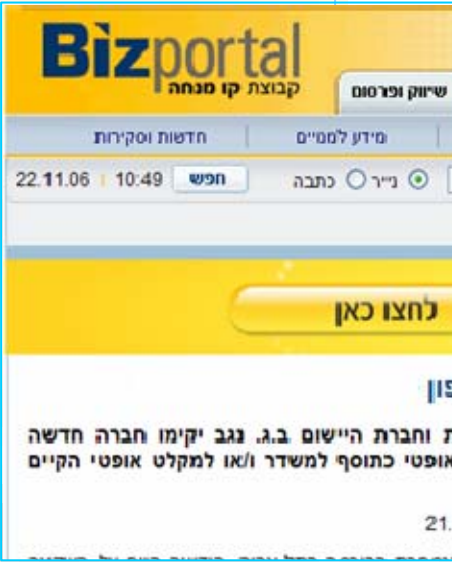 Bizportal
קבוצת קו מנחה
שיווק ופרסום
מידע למנויים
חדשות וסקירות
נייר כתבה חפש 10:49 22.11.06
לחצו כאן
וחברת היישום ב.ג. נגב יקימו חברה חדשה
אופטי כתוסף למשדר ו/או למקלט אופטי הקיים
21.